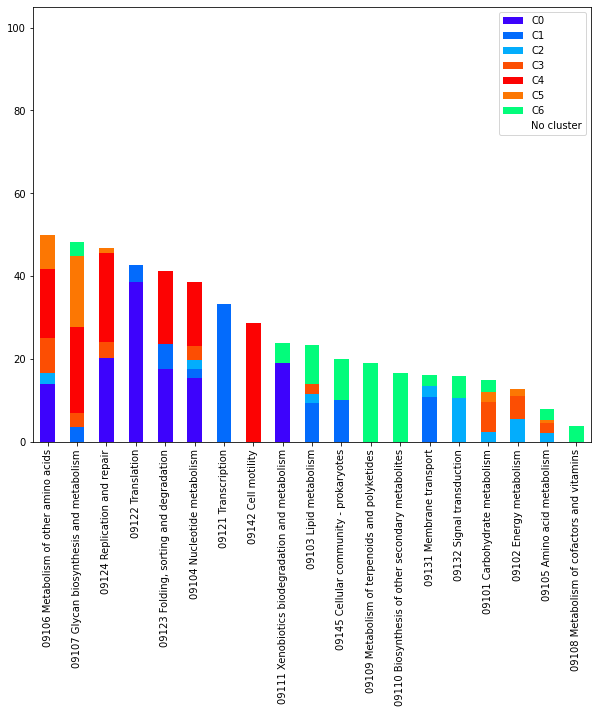 100
80
60
40
20
0
C0
C1
C2
C3
C4
C5
C6
No cluster
09106 Metabolism of other amino acids
09107 Glycan biosynthesis and metabolism
09124 Replication and repair
09122 Translation
09123 Folding, sorting and degradation
09104 Nucleotide metabolism
09121 Transcription
09142 Cell motility
09111 Xenobiotics biodegradation and metabolism
09103 Lipid metabolism
09145 Cellular community - prokaryotes
09109 Metabolism of terpenoids and polyketides
09110 Biosynthesis of other secondary metabolites
09131 Membrane transport
09132 Signal transduction
09101 Carbohydrate metabolism
09102 Energy metabolism
09105 Amino acid metabolism
09108 Metabolism of cofactors and vitamins